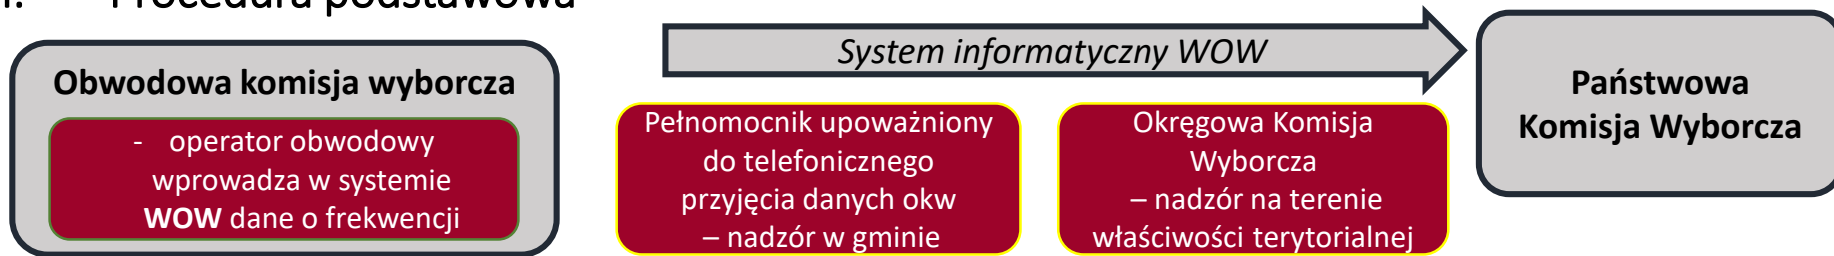 Procedura podstawowa
Obwodowa komisja wyborcza
- operator obwodowy
wprowadza w systemie
WOW dane o frekwencji
System informatyczny WOW
Pełnomocnik upoważniony
do telefonicznego
przyjęcia danych okw
– nadzór w gminie
Okręgowa Komisja
Wyborcza
– nadzór na terenie
właściwości terytorialnej
Państwowa
Komisja Wyborcza